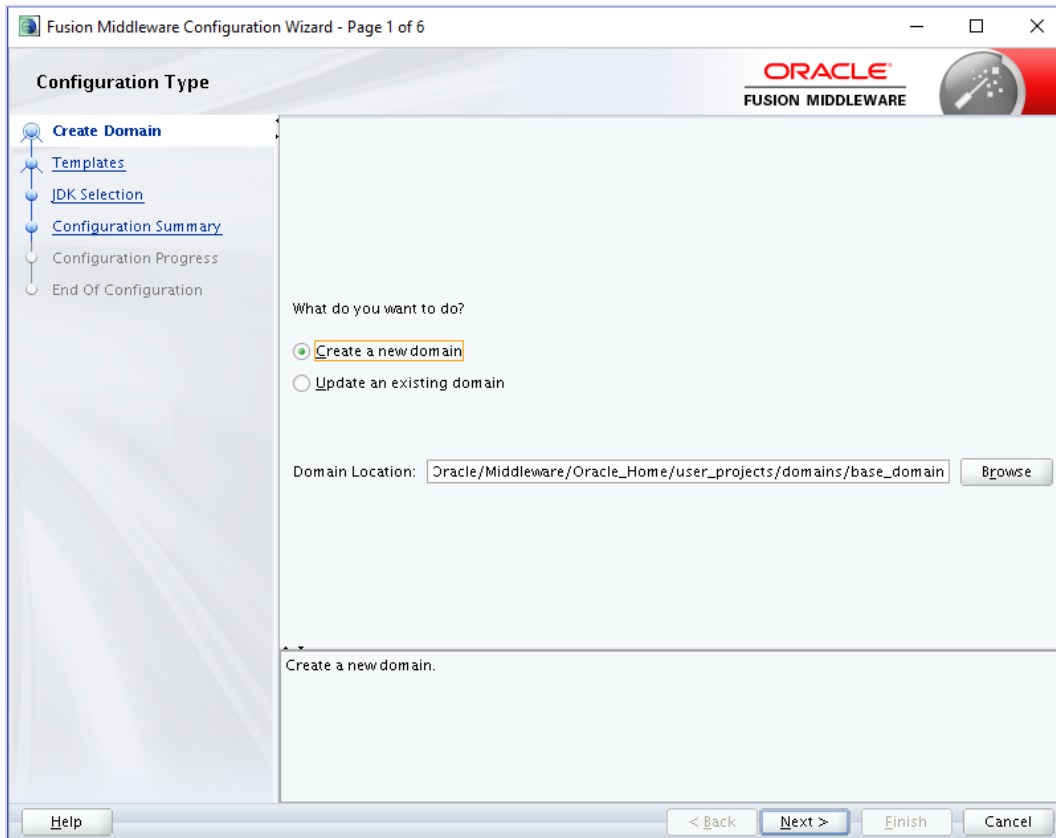 Fusion Middleware Configuration Wizard - Page 1 of 6
Configuration Type
ORACLE
FUSION MIDDLEWARE
Create Domain
Templates
JDK Selection
Configuration Summary
Configuration Progress
End Of Configuration
What do you want to do?
Create a new domain
Update an existing domain
Domain Location: Oracle/Middleware/Oracle_Home/user_projects/domains/base_domain Browse
Create a new domain.
Help < Back Next > Finish Cancel